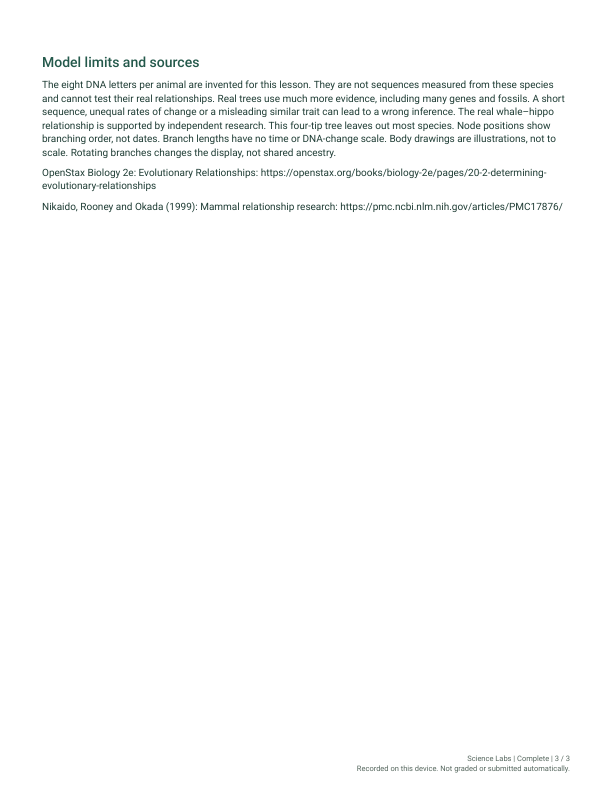 Model limits and sources
The eight DNA letters per animal are invented for this lesson. They are not sequences measured from these species
and cannot test their real relationships. Real trees use much more evidence, including many genes and fossils. A short
sequence, unequal rates of change or a misleading similar trait can lead to a wrong inference. The real whale–hippo
relationship is supported by independent research. This four-tip tree leaves out most species. Node positions show
branching order, not dates. Branch lengths have no time or DNA-change scale. Body drawings are illustrations, not to
scale. Rotating branches changes the display, not shared ancestry.
OpenStax Biology 2e: Evolutionary Relationships: https://openstax.org/books/biology-2e/pages/20-2-determining-
evolutionary-relationships
Nikaido, Rooney and Okada (1999): Mammal relationship research: https://pmc.ncbi.nlm.nih.gov/articles/PMC17876/
Science Labs | Complete | 3 / 3
Recorded on this device. Not graded or submitted automatically.